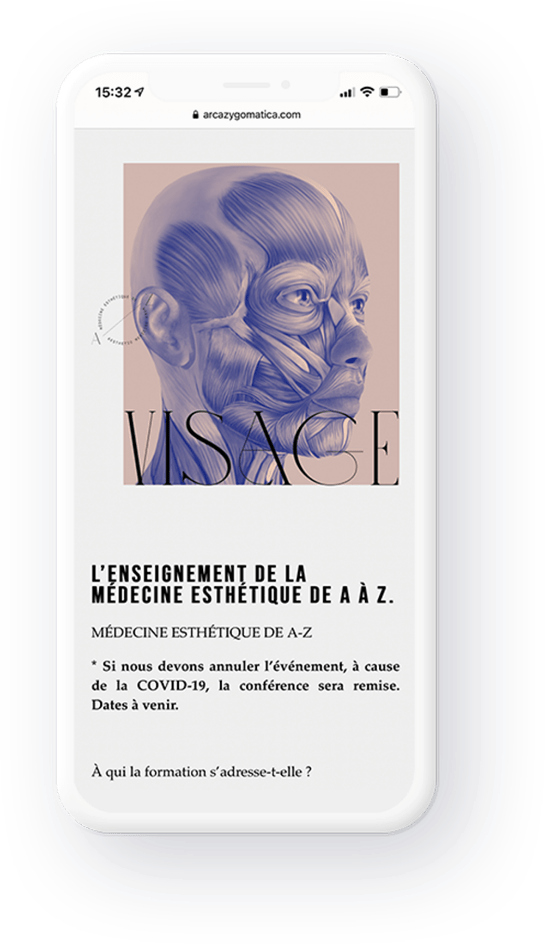 15:32
arcazygomatica.com
VISAGE
L’ENSEIGNEMENT DE LA
MÉDECINE ESTHÉTIQUE DE A À Z.
MÉDECINE ESTHÉTIQUE DE A-Z
* Si nous devons annuler l’événement, à cause
de la COVID-19, la conférence sera remise.
Dates à venir.
À qui la formation s’adresse-t-elle ?